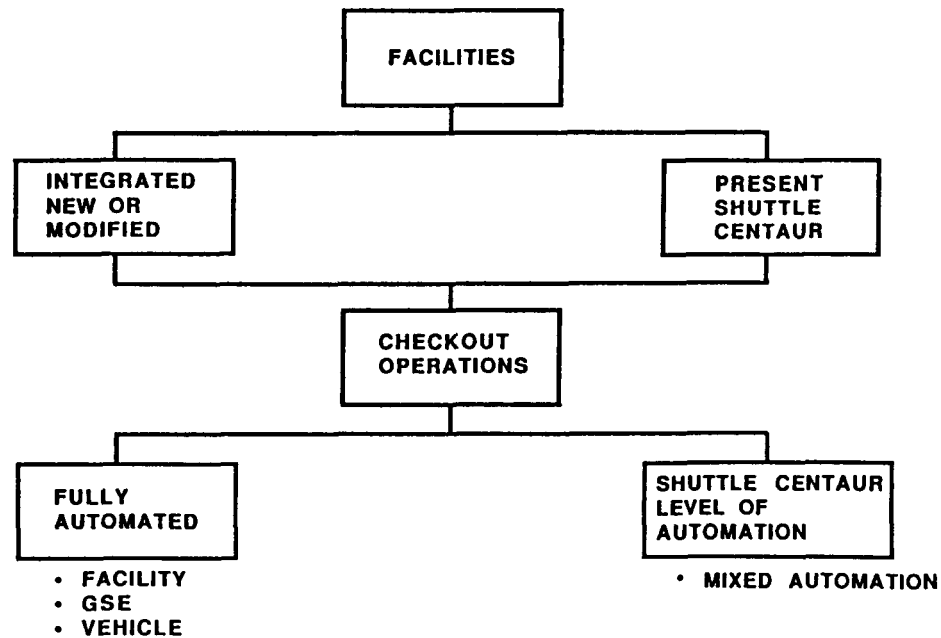 FACILITIES
INTEGRATED
NEW OR
MODIFIED
PRESENT
SHUTTLE
CENTAUR
CHECKOUT
OPERATIONS
FULLY
AUTOMATED
• FACILITY
• GSE
• VEHICLE
SHUTTLE CENTAUR
LEVEL OF
AUTOMATION
• MIXED AUTOMATION